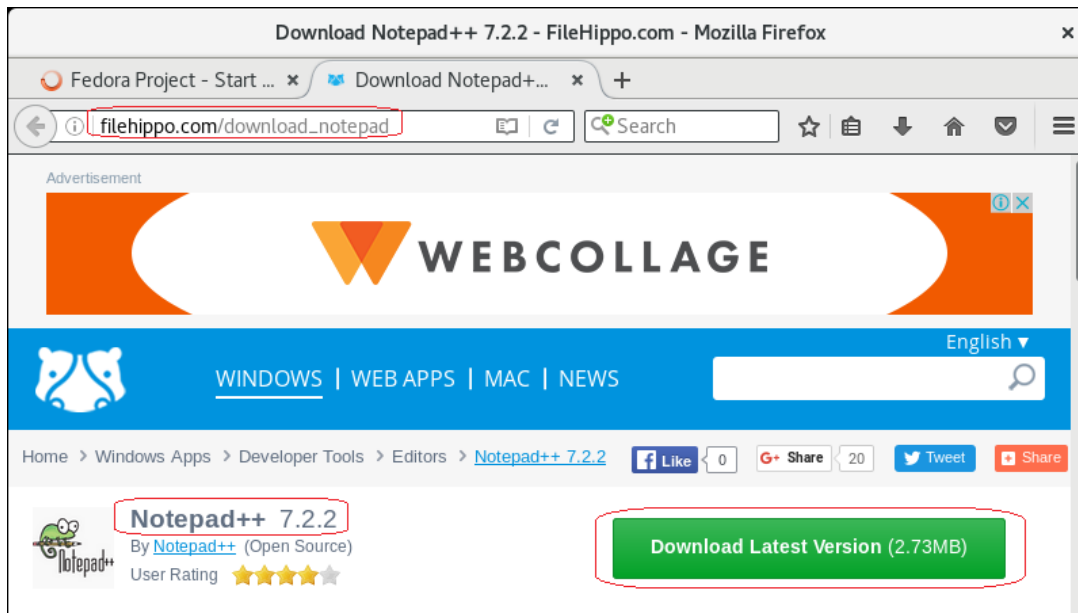 Download Notepad++ 7.2.2 - FileHippo.com - Mozilla Firefox ×
Fedora Project - Start ... × Download Notepad+... × +
filehippo.com/download_notepad Search
Advertisement
WEBCOLLAGE
English ▾
WINDOWS | WEB APPS | MAC | NEWS
Home > Windows Apps > Developer Tools > Editors > Notepad++ 7.2.2 f Like 0 G+ Share 20 Tweet + Share
Notepad++ 7.2.2
By Notepad++ (Open Source)
Notepad++
User Rating
Download Latest Version (2.73MB)